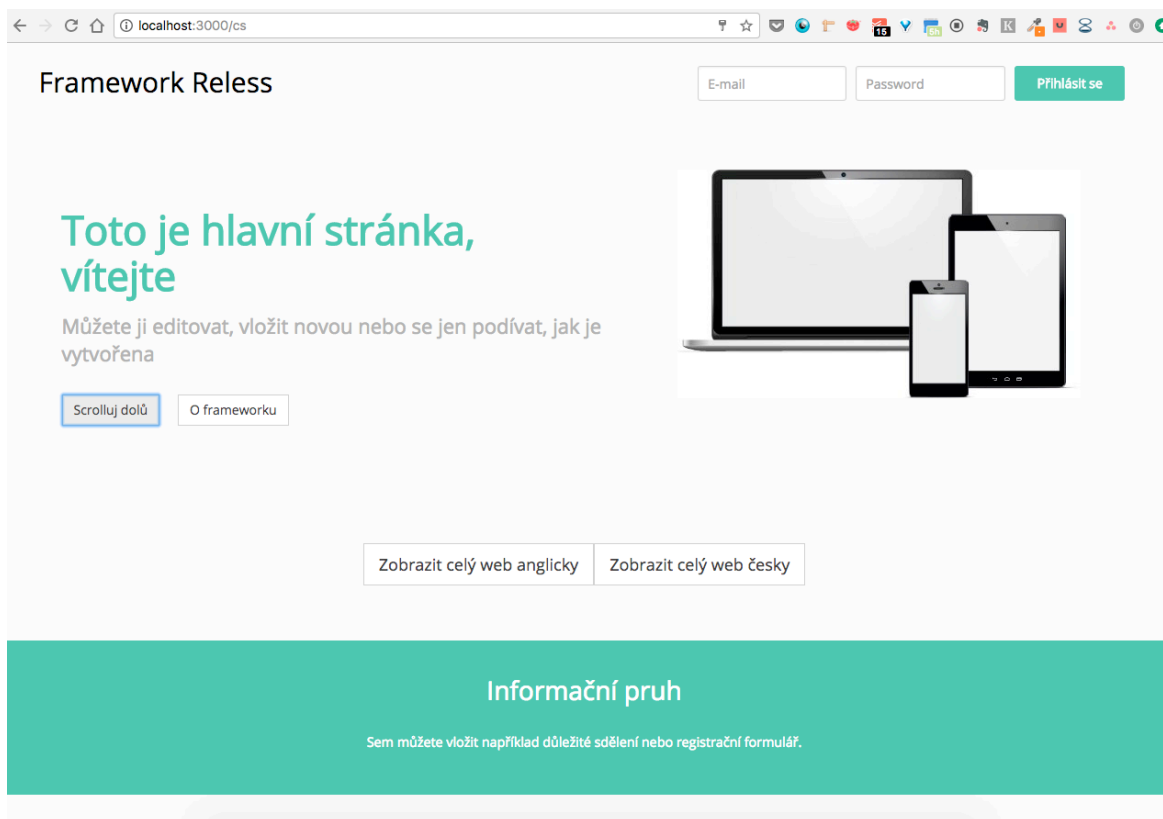 localhost:3000/cs
15
5h
K
Framework Reless
E-mail
Password
Přihlásit se
Toto je hlavní stránka,
vítejte
Můžete ji editovat, vložit novou nebo se jen podívat, jak je
vytvořena
Scrolluj dolů
O frameworku
Zobrazit celý web anglicky
Zobrazit celý web česky
Informační pruh
Sem můžete vložit například důležité sdělení nebo registrační formulář.